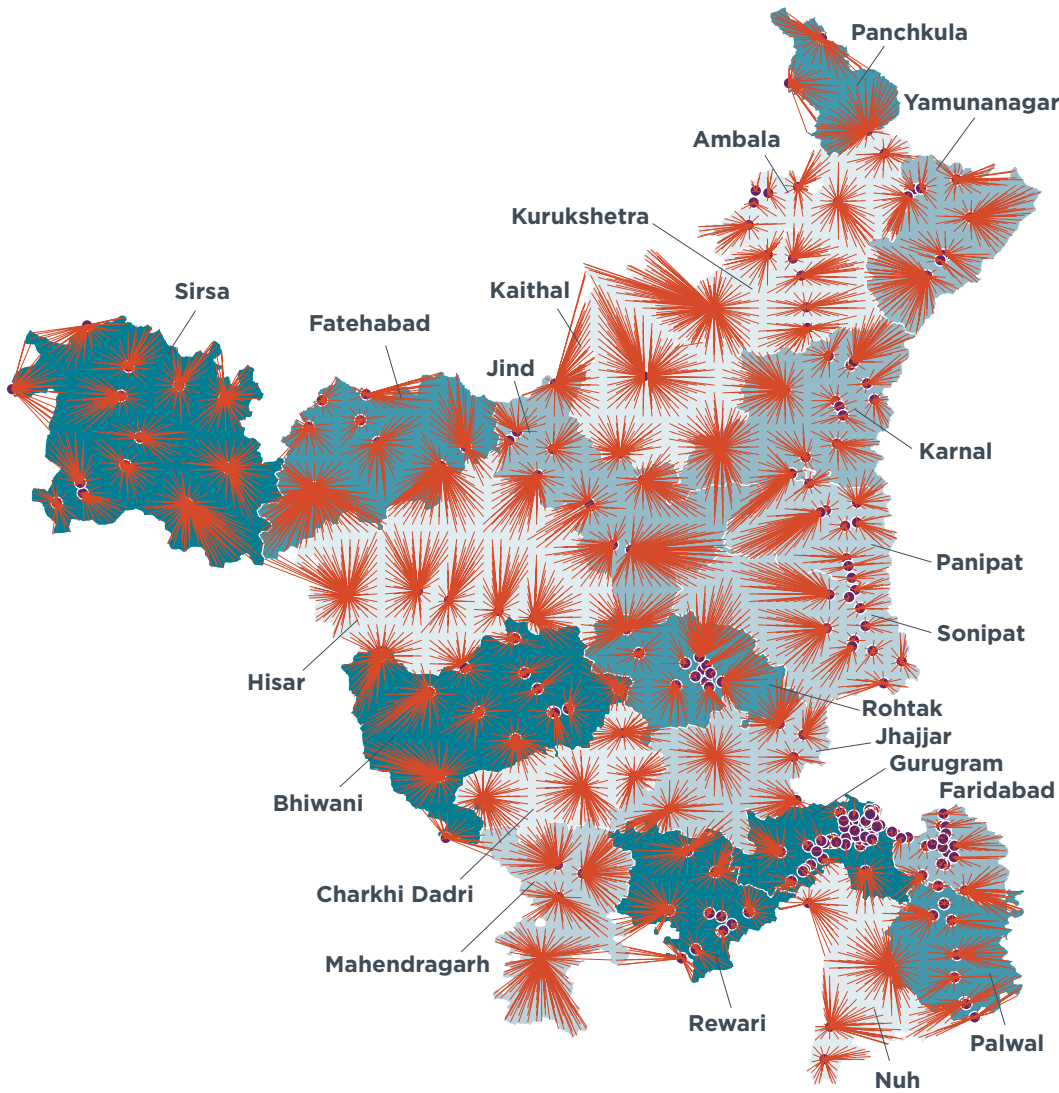 Panchkula
Yamunanagar
Ambala
Kurukshetra
Sirsa
Kaithal
Fatehabad
Jind
Karnal
Panipat
Sonipat
Hisar
Rohtak
Jhajjar
Gurugram
Faridabad
Bhiwani
Charkhi Dadri
Mahendragarh
Rewari
Palwal
Nuh